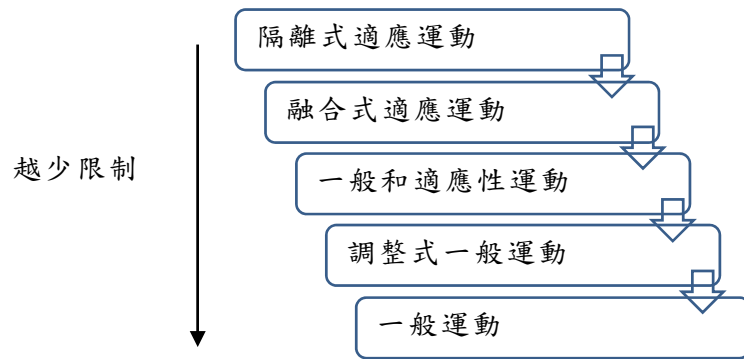 隔離式適應運動
融合式適應運動
越少限制
一般和適應性運動
調整式一般運動
一般運動